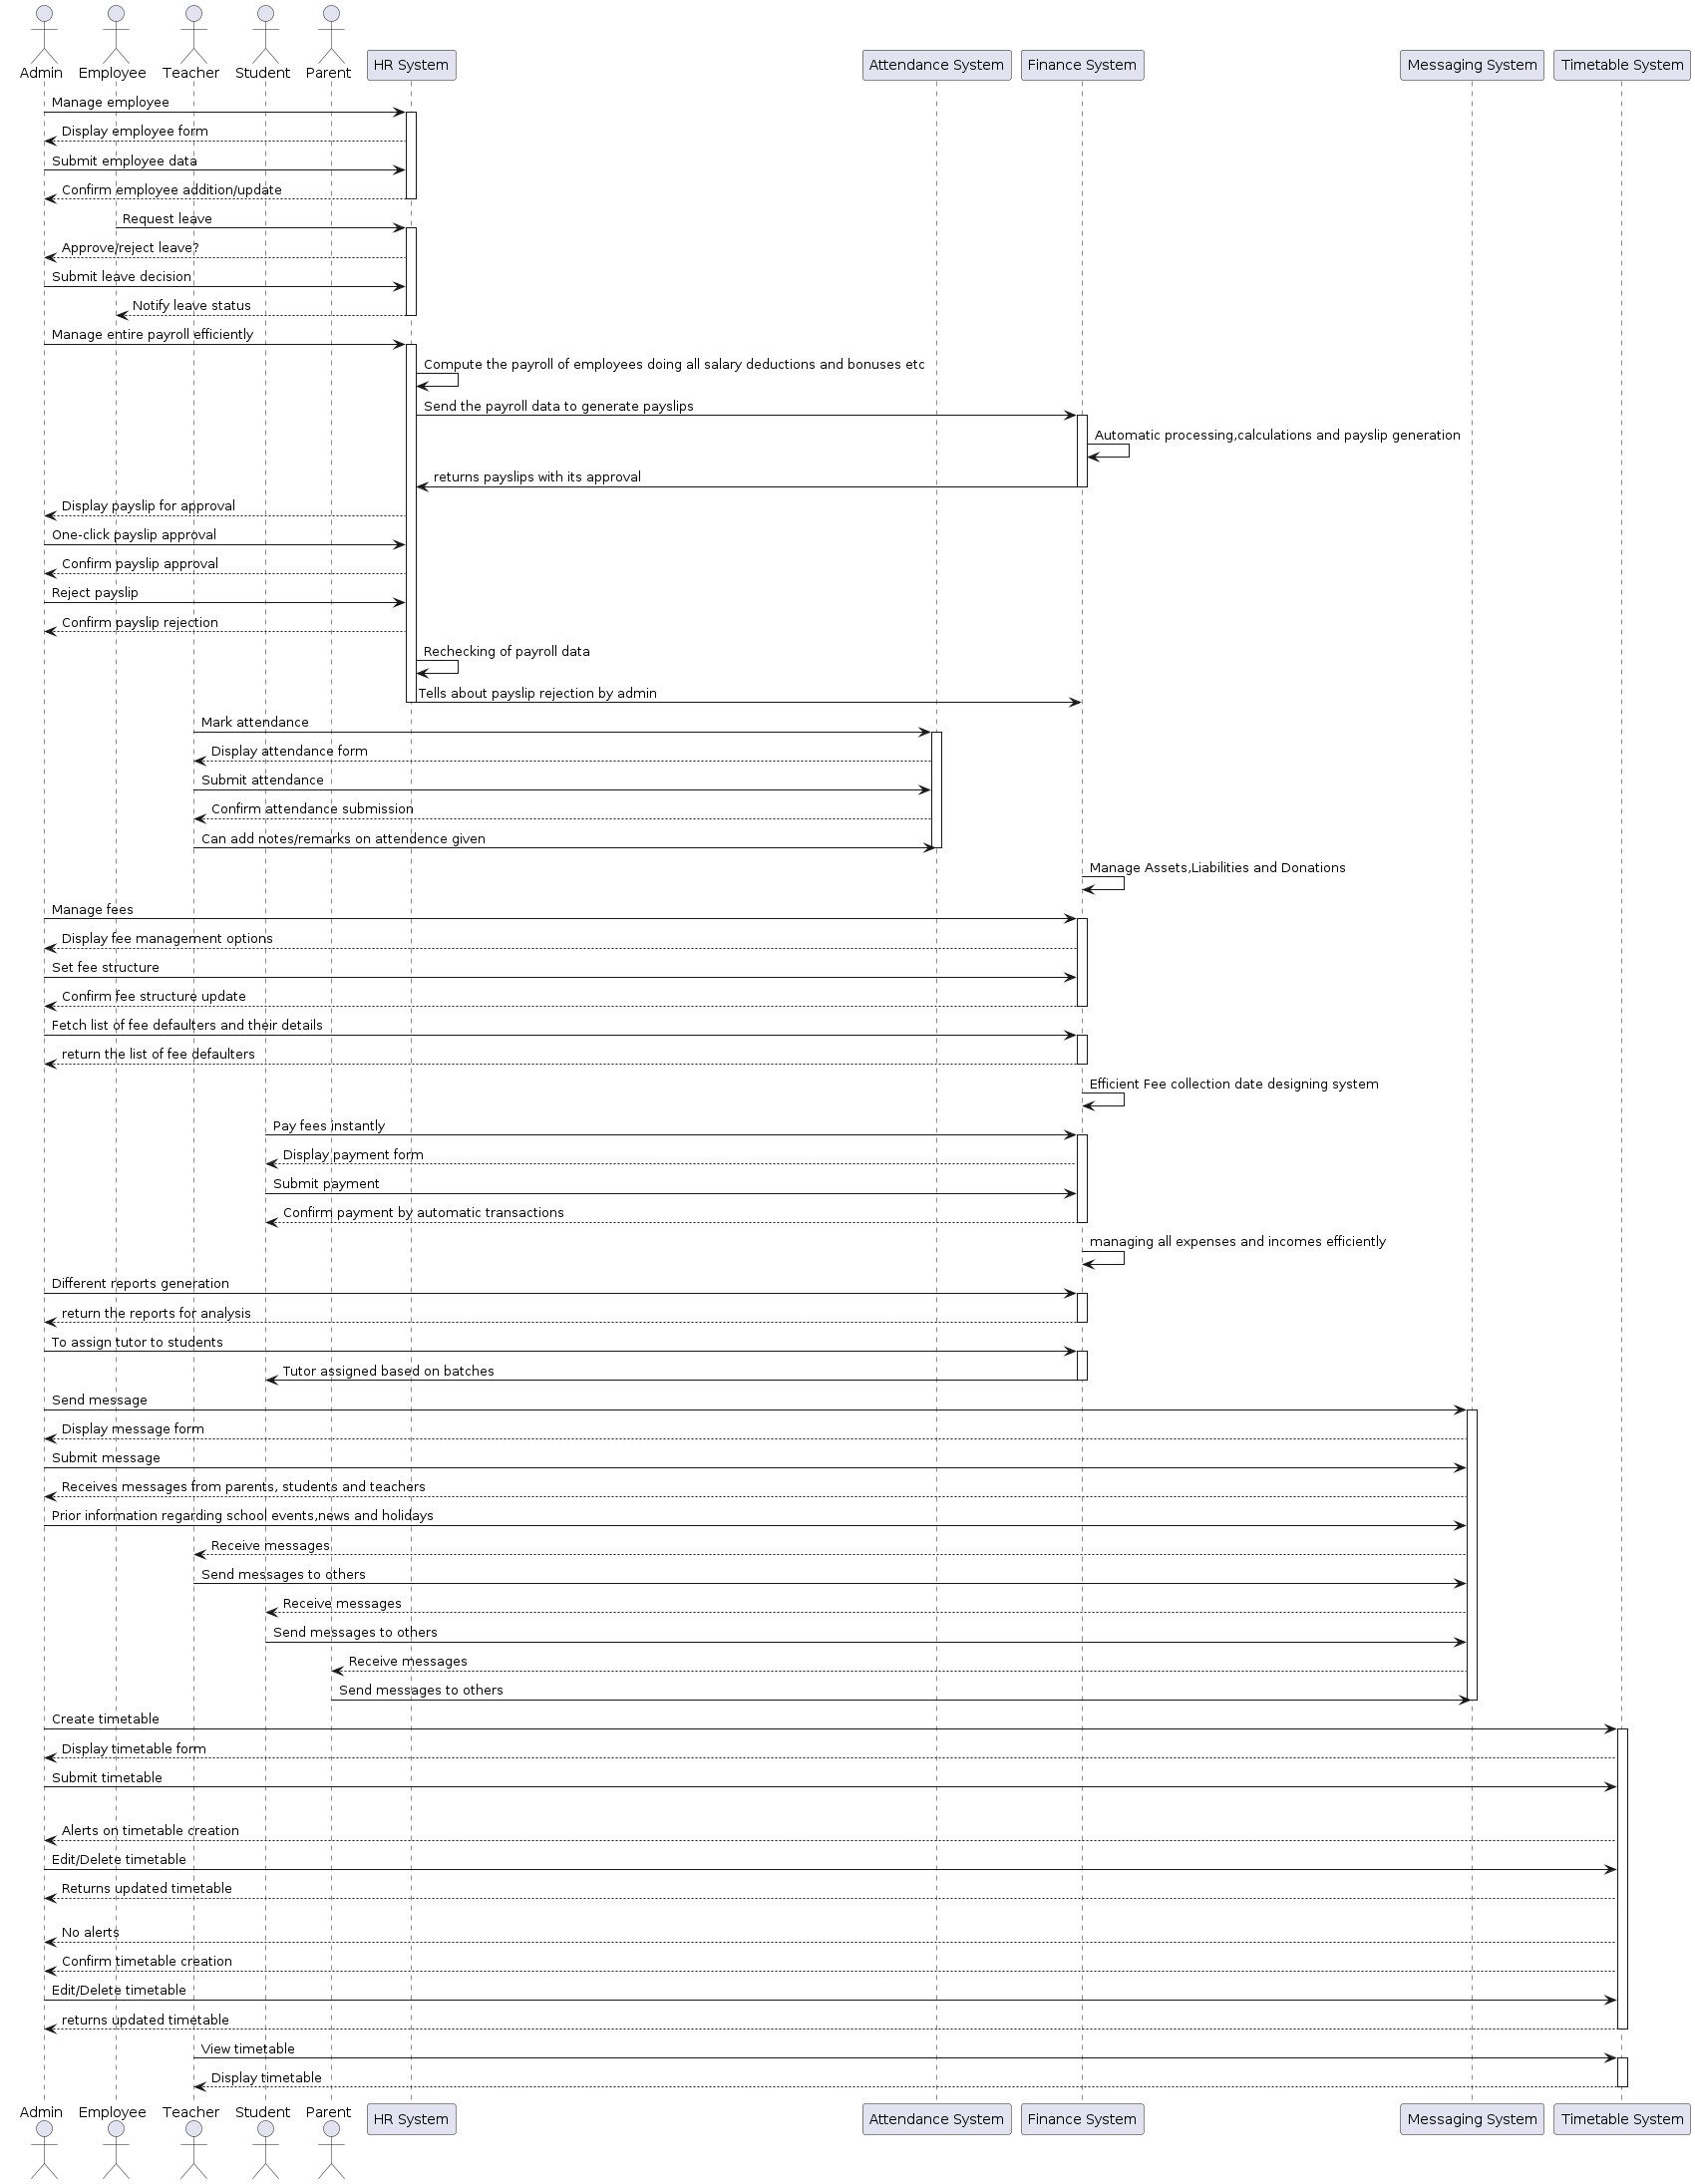 Admin Employee Teacher Student Parent HR System Attendance System Finance System Messaging System Timetable System
Manage employee
Display employee form
Submit employee data
Confirm employee addition/update
Request leave
Approve/reject leave?
Submit leave decision
Notify leave status
Manage entire payroll efficiently
Compute the payroll of employees doing all salary deductions and bonuses etc
Send the payroll data to generate payslips
Automatic processing,calculations and payslip generation
returns payslips with its approval
Display payslip for approval
One-click payslip approval
Confirm payslip approval
Reject payslip
Confirm payslip rejection
Rechecking of payroll data
Tells about payslip rejection by admin
Mark attendance
Display attendance form
Submit attendance
Confirm attendance submission
Can add notes/remarks on attendence given
Manage Assets,Liabilities and Donations
Manage fees
Display fee management options
Set fee structure
Confirm fee structure update
Fetch list of fee defaulters and their details
return the list of fee defaulters
Efficient Fee collection date designing system
Pay fees instantly
Display payment form
Submit payment
Confirm payment by automatic transactions
managing all expenses and incomes efficiently
Different reports generation
return the reports for analysis
To assign tutor to students
Tutor assigned based on batches
Send message
Display message form
Submit message
Receives messages from parents, students and teachers
Prior information regarding school events,news and holidays
Receive messages
Send messages to others
Receive messages
Send messages to others
Receive messages
Send messages to others
Create timetable
Display timetable form
Submit timetable
Alerts on timetable creation
Edit/Delete timetable
Returns updated timetable
No alerts
Confirm timetable creation
Edit/Delete timetable
returns updated timetable
View timetable
Display timetable
Admin Employee Teacher Student Parent HR System Attendance System Finance System Messaging System Timetable System